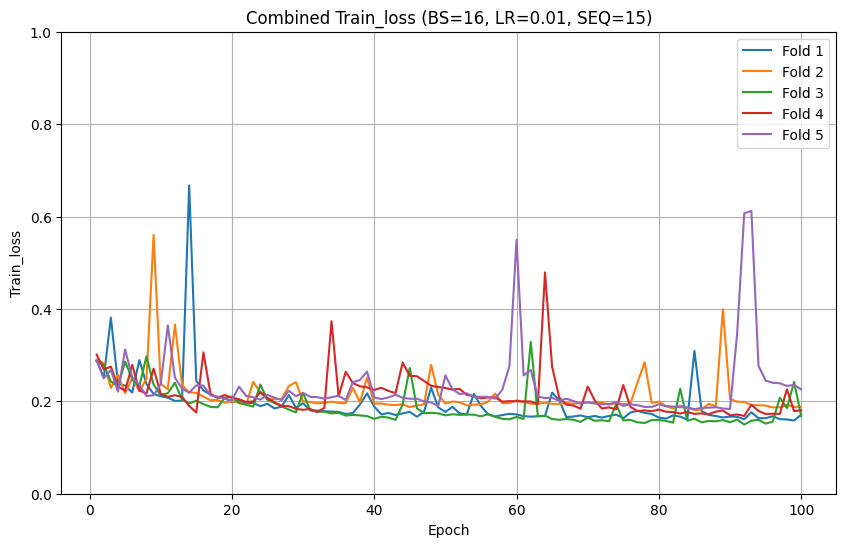 Combined Train_loss (BS=16, LR=0.01, SEQ=15)
1.0
0.8
0.6
0.4
0.2
0.0
Train_loss
Fold 1
Fold 2
Fold 3
Fold 4
Fold 5
0 20 40 60 80 100
Epoch